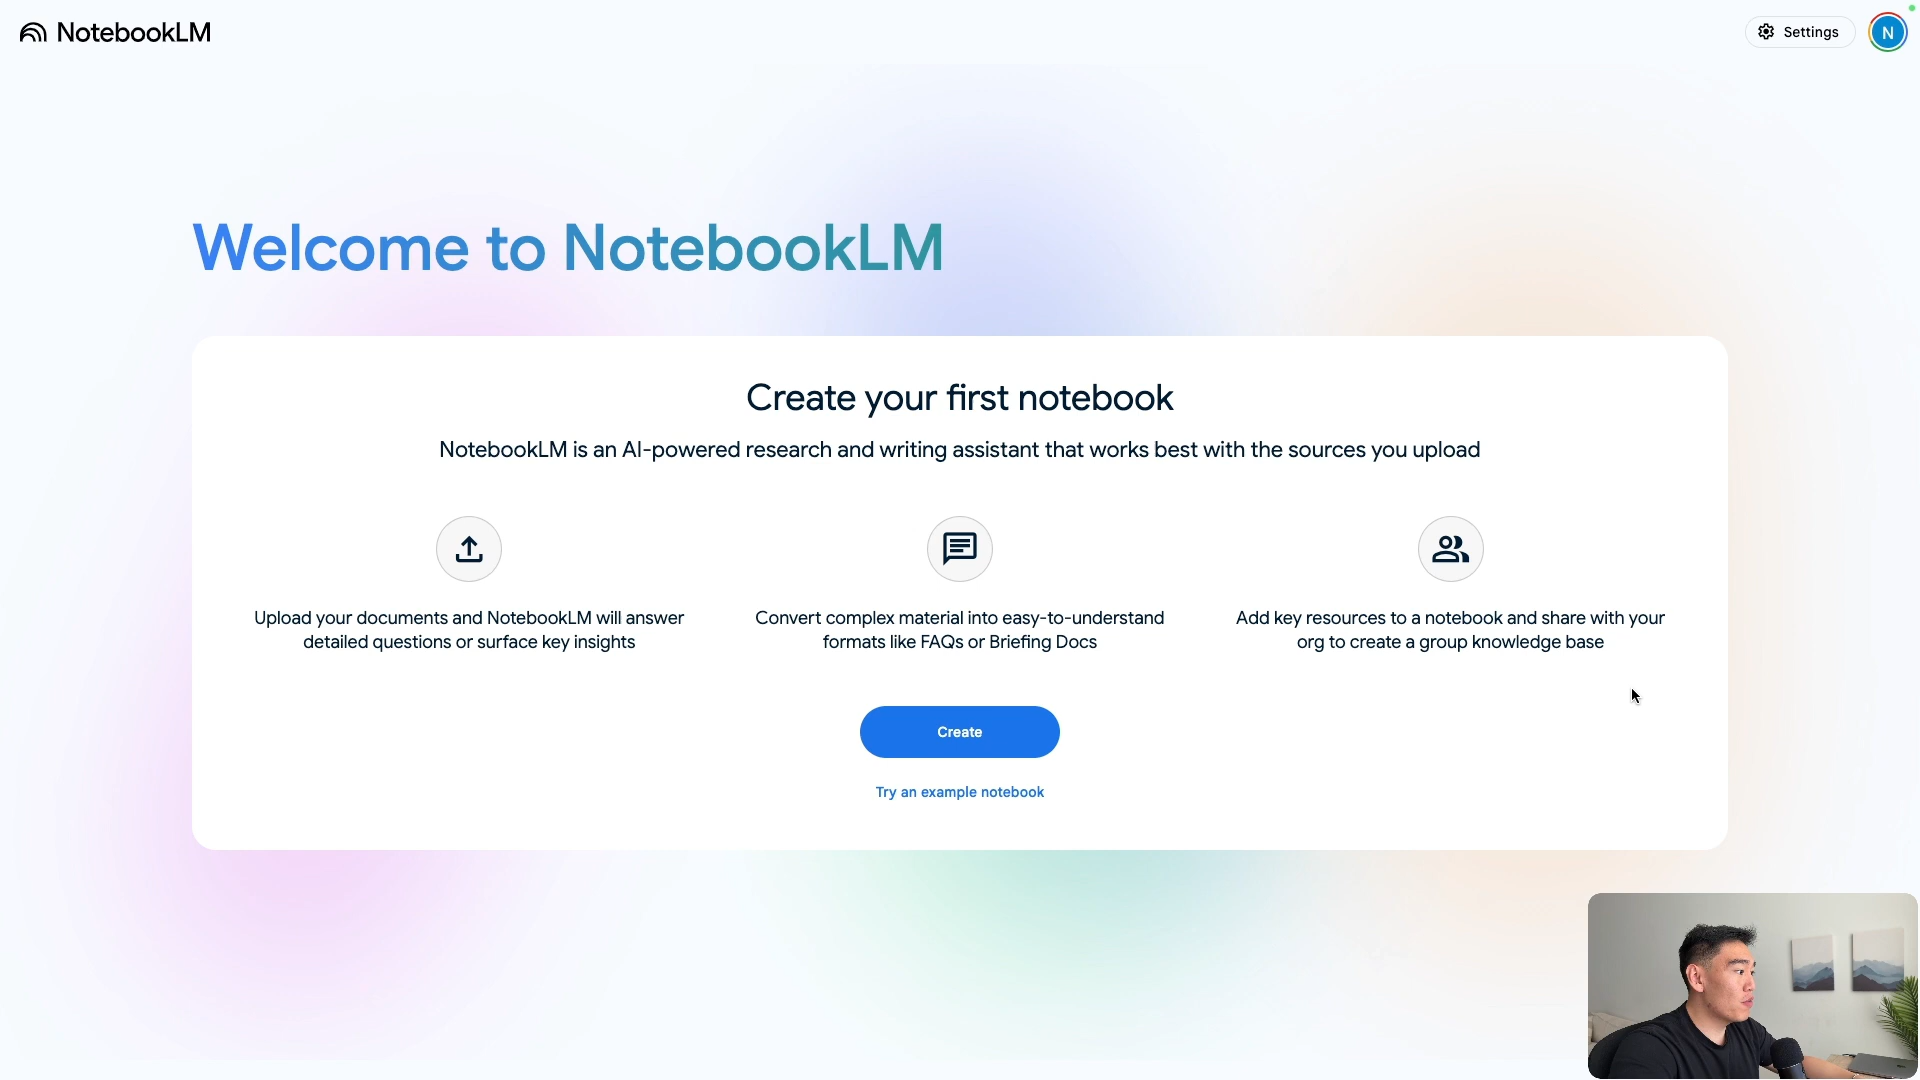 NotebookLM
Settings
N
Welcome to NotebookLM
Create your first notebook
NotebookLM is an AI-powered research and writing assistant that works best with the sources you upload
Upload your documents and NotebookLM will answer
detailed questions or surface key insights
Convert complex material into easy-to-understand
formats like FAQs or Briefing Docs
Add key resources to a notebook and share with your
org to create a group knowledge base
Create
Try an example notebook